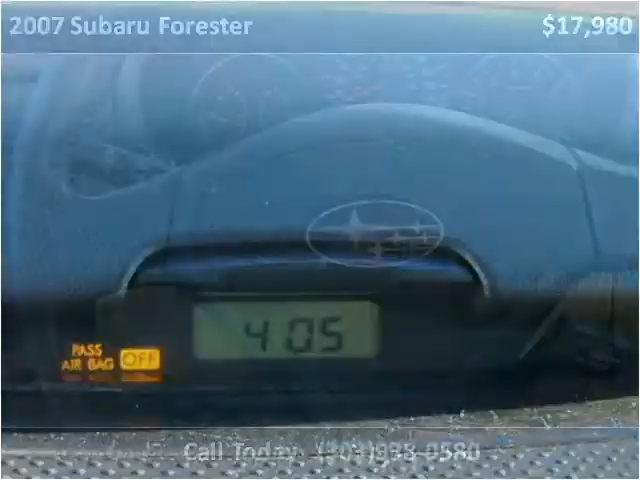 2007 Subaru Forester $17,980
4 05
PASS
AIR BAG OFF
Call Today